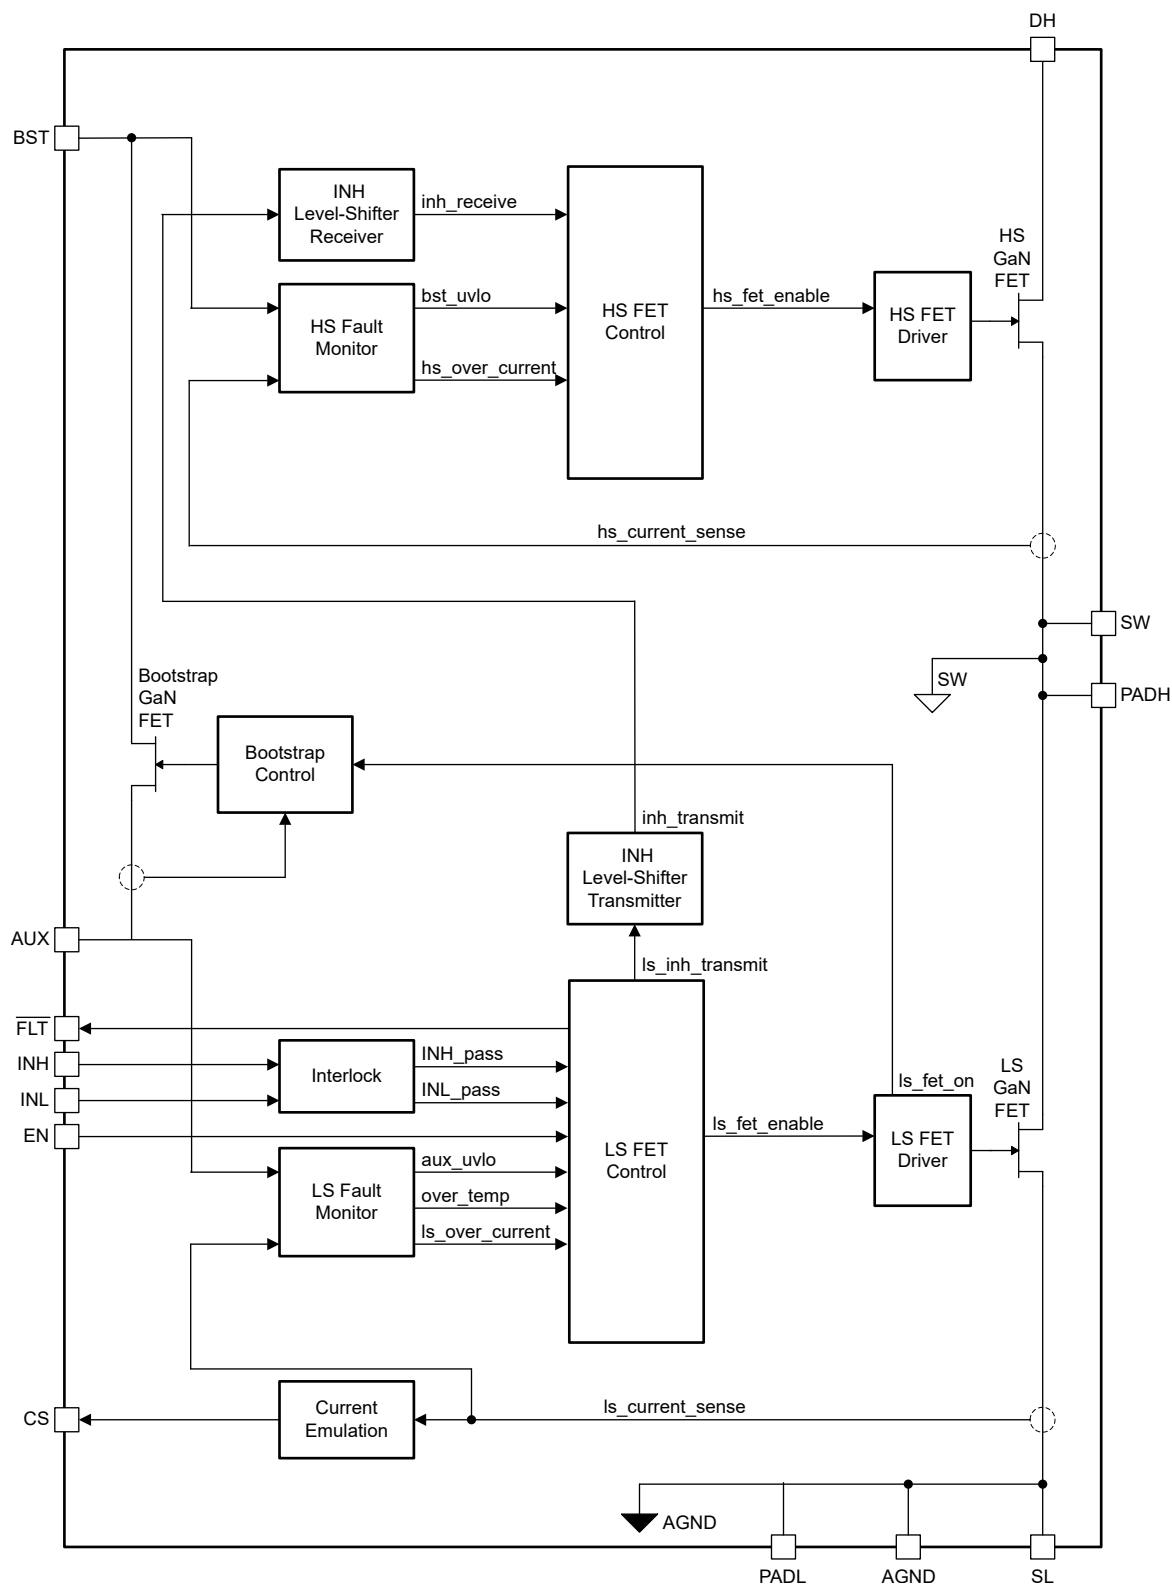 DH
BST
INH
Level-Shifter
Receiver
inh_receive
HS
GaN
FET
bst_uvlo
HS Fault
Monitor
hs_over_current
HS FET
Control
hs_fet_enable
HS FET
Driver
hs_current_sense
SW
SW
PADH
Bootstrap
GaN
FET
Bootstrap
Control
inh_transmit
INH
Level-Shifter
Transmitter
AUX
ls_inh_transmit
FLT
INH
INL
EN
Interlock
INH_pass
INL_pass
LS Fault
Monitor
aux_uvlo
over_temp
ls_over_current
LS FET
Control
ls_fet_enable
ls_fet_on
LS FET
Driver
LS
GaN
FET
CS
Current
Emulation
ls_current_sense
AGND
PADL
AGND
SL